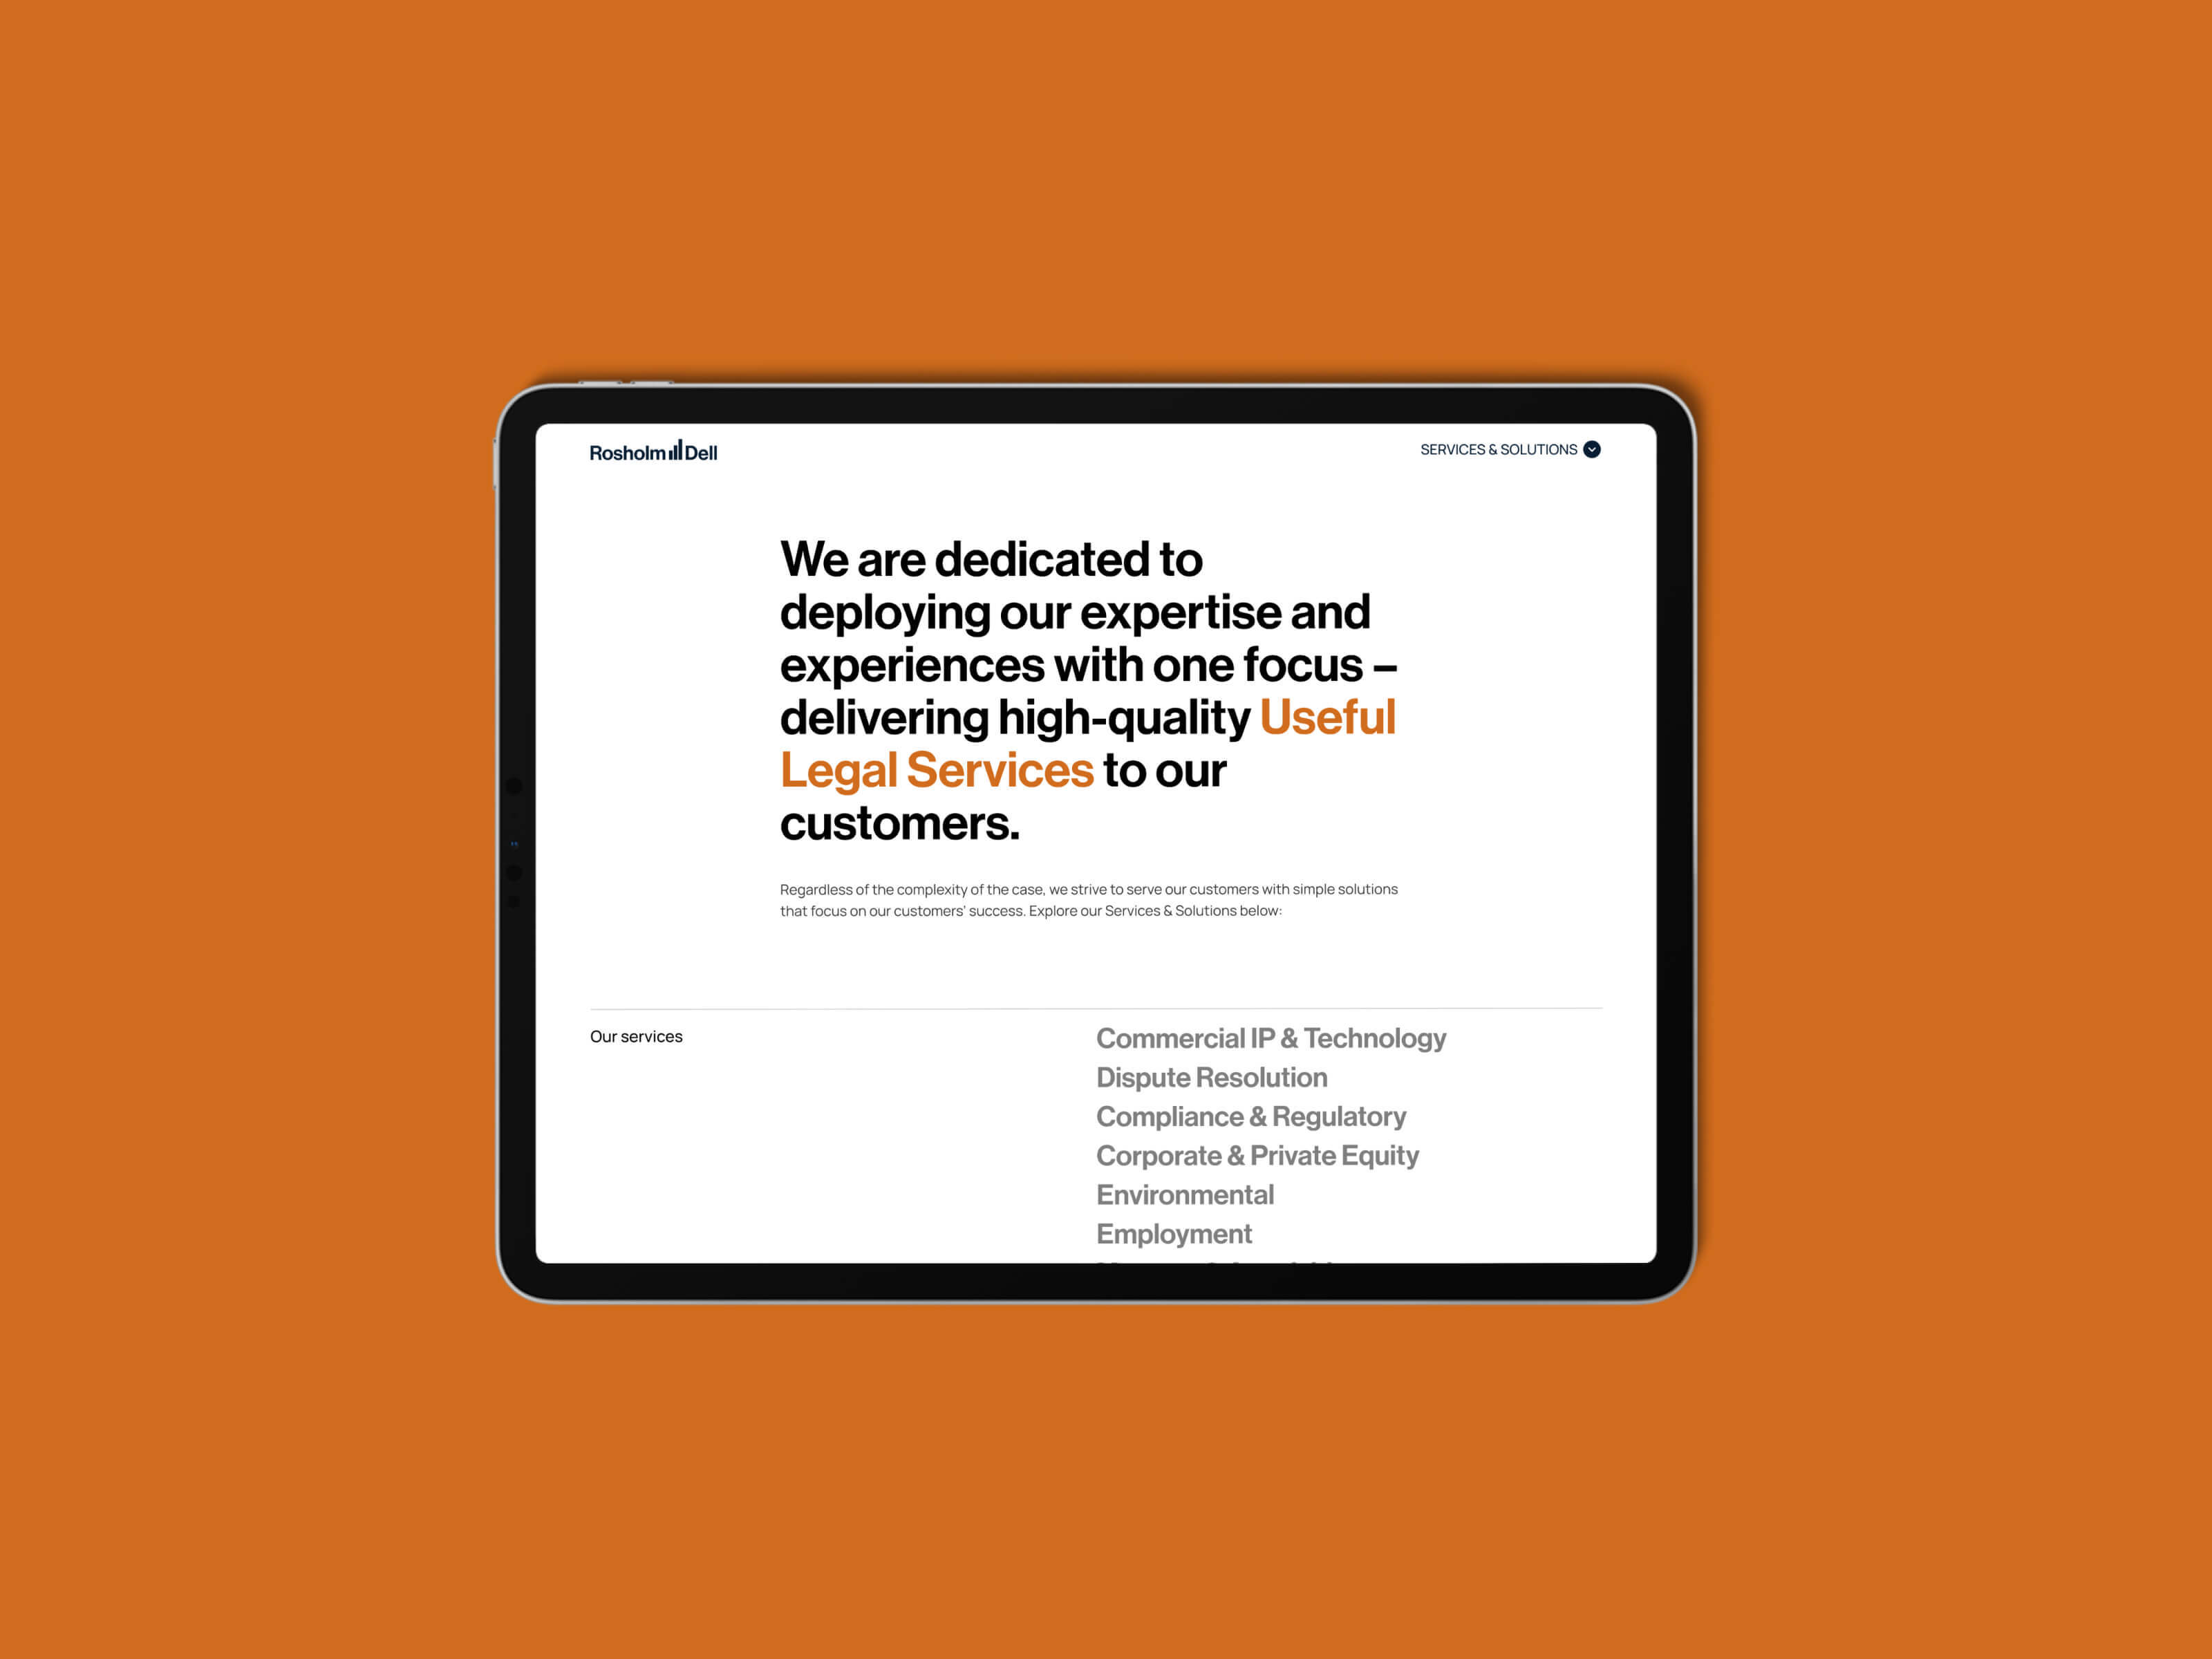 Rosholm Dell
SERVICES & SOLUTIONS
We are dedicated to
deploying our expertise and
experiences with one focus –
delivering high-quality Useful
Legal Services to our
customers.
Regardless of the complexity of the case, we strive to serve our customers with simple solutions
that focus on our customers' success. Explore our Services & Solutions below:
Our services
Commercial IP & Technology
Dispute Resolution
Compliance & Regulatory
Corporate & Private Equity
Environmental
Employment